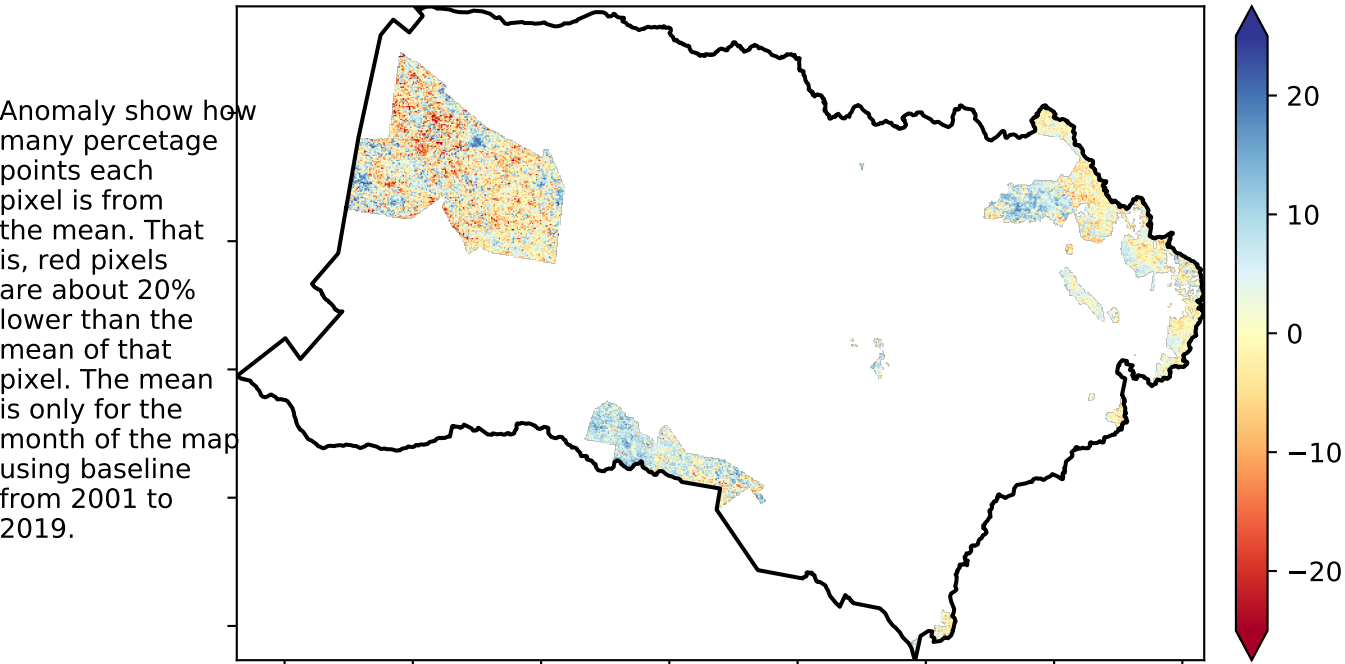 Anomaly show how
many percetage
points each
pixel is from
the mean. That
is, red pixels
are about 20%
lower than the
mean of that
pixel. The mean
is only for the
month of the map
using baseline
from 2001 to
2019.
20
10
0
−10
−20